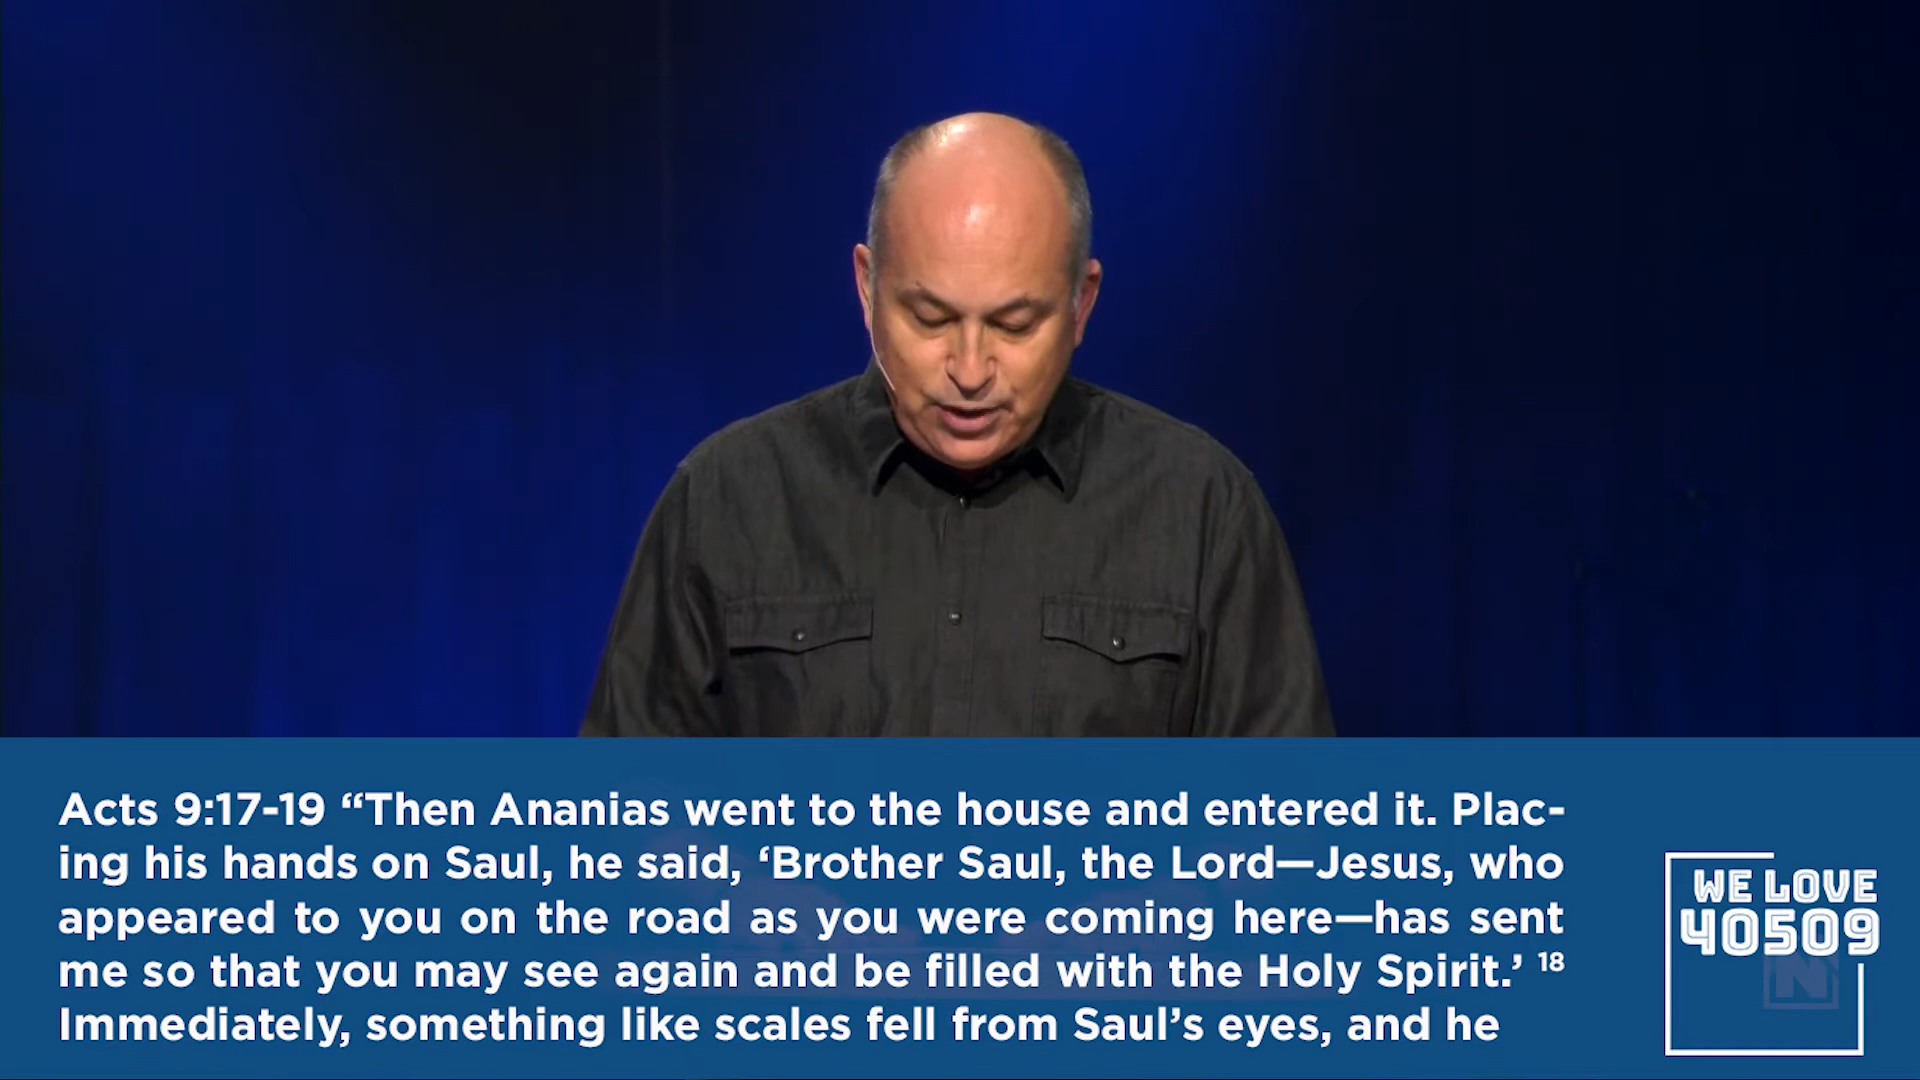 Acts 9:17-19 “Then Ananias went to the house and entered it. Plac-
ing his hands on Saul, he said, ‘Brother Saul, the Lord—Jesus, who
appeared to you on the road as you were coming here—has sent
me so that you may see again and be filled with the Holy Spirit.’ 18
Immediately, something like scales fell from Saul’s eyes, and he
WE LOVE
40509
N